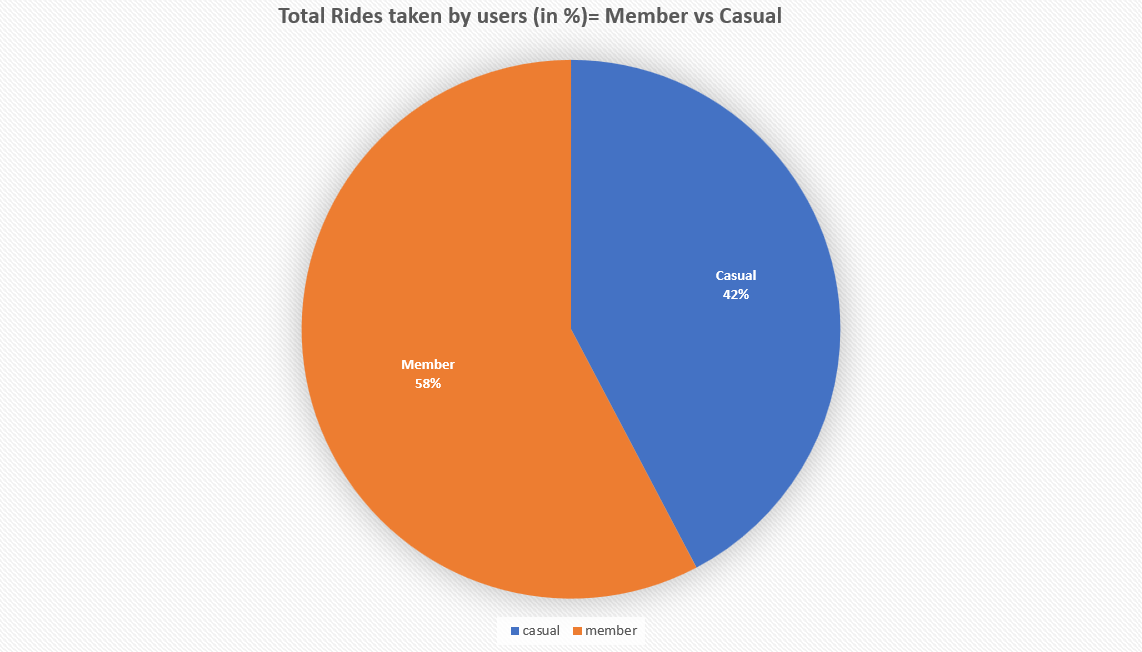 Total Rides taken by users (in %)= Member vs Casual
Casual
42%
Member
58%
casual member